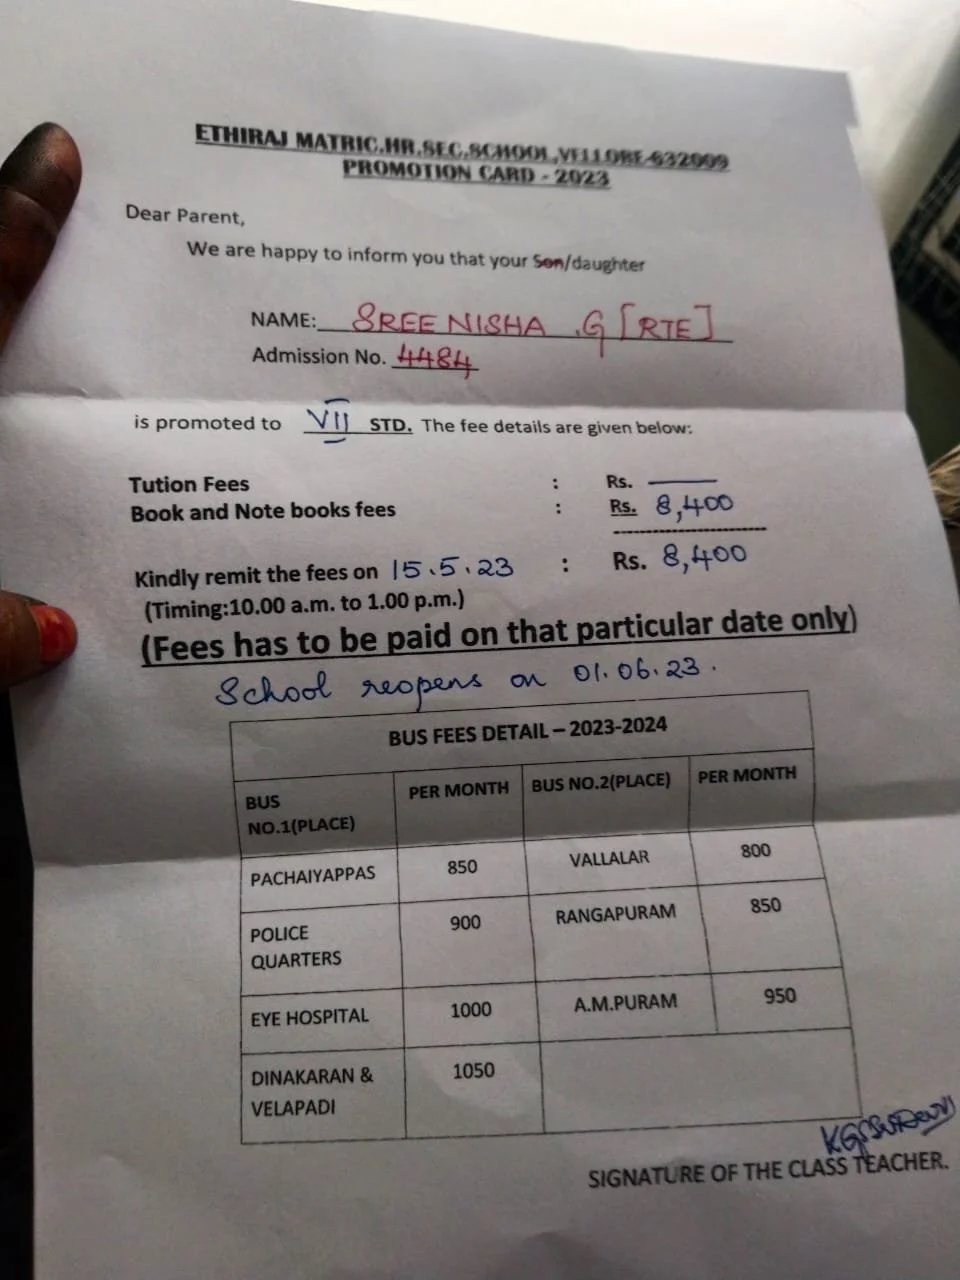 ETHIRAJ MATRIC.HR.SEC.SCHOOL,VELLORE-632009
PROMOTION CARD - 2023
Dear Parent,
We are happy to inform you that your Son/daughter
NAME: SREE NISHA .G [RTE]
Admission No. 4484
is promoted to VII STD. The fee details are given below:
Tution Fees : Rs. ——
Book and Note books fees : Rs. 8,400
Kindly remit the fees on 15.5.23 : Rs. 8,400
(Timing:10.00 a.m. to 1.00 p.m.)
(Fees has to be paid on that particular date only)
School reopens on 01.06.23.
BUS FEES DETAIL – 2023-2024
BUS NO.1(PLACE) PER MONTH BUS NO.2(PLACE) PER MONTH
PACHAIYAPPAS 850 VALLALAR 800
POLICE QUARTERS 900 RANGAPURAM 850
EYE HOSPITAL 1000 A.M.PURAM 950
DINAKARAN & VELAPADI 1050
SIGNATURE OF THE CLASS TEACHER.